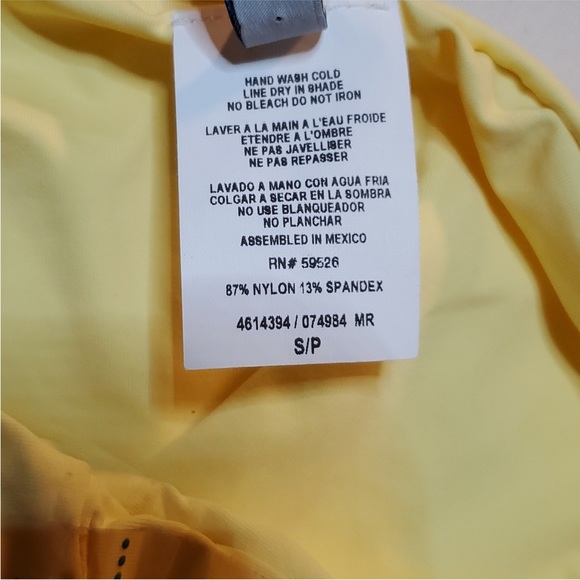 HAND WASH COLD
LINE DRY IN SHADE
NO BLEACH DO NOT IRON
LAVER A LA MAIN A L'EAU FROIDE
ETENDRE A L'OMBRE
NE PAS JAVELLISER
NE PAS REPASSER
LAVADO A MANO CON AGUA FRIA
COLGAR A SECAR EN LA SOMBRA
NO USE BLANQUEADOR
NO PLANCHAR
ASSEMBLED IN MEXICO
RN# 59526
87% NYLON 13% SPANDEX
4614394 / 074984 MR
S/P